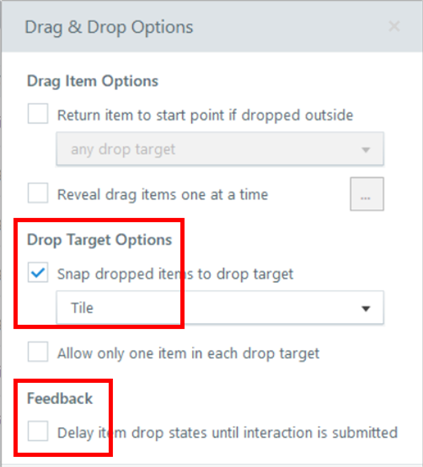 Drag & Drop Options
Drag Item Options
Return item to start point if dropped outside
any drop target
Reveal drag items one at a time
...
Drop Target Options
Snap dropped items to drop target
Tile
Allow only one item in each drop target
Feedback
Delay item drop states until interaction is submitted